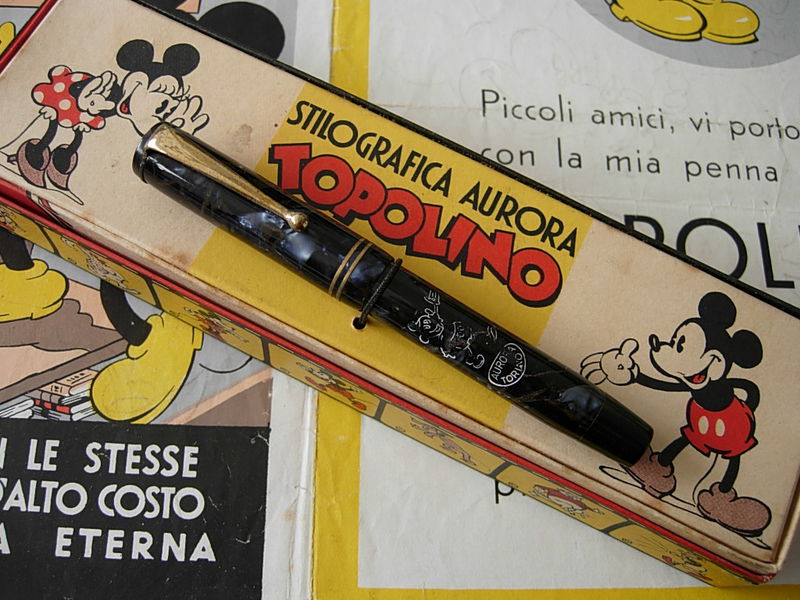 STILOGRAFICA AURORA
TOPOLINO
AURORA
TORINO
Piccoli amici, vi porto
con la mia penna
LE STESSE
D'ALTO COSTO
ETERNA